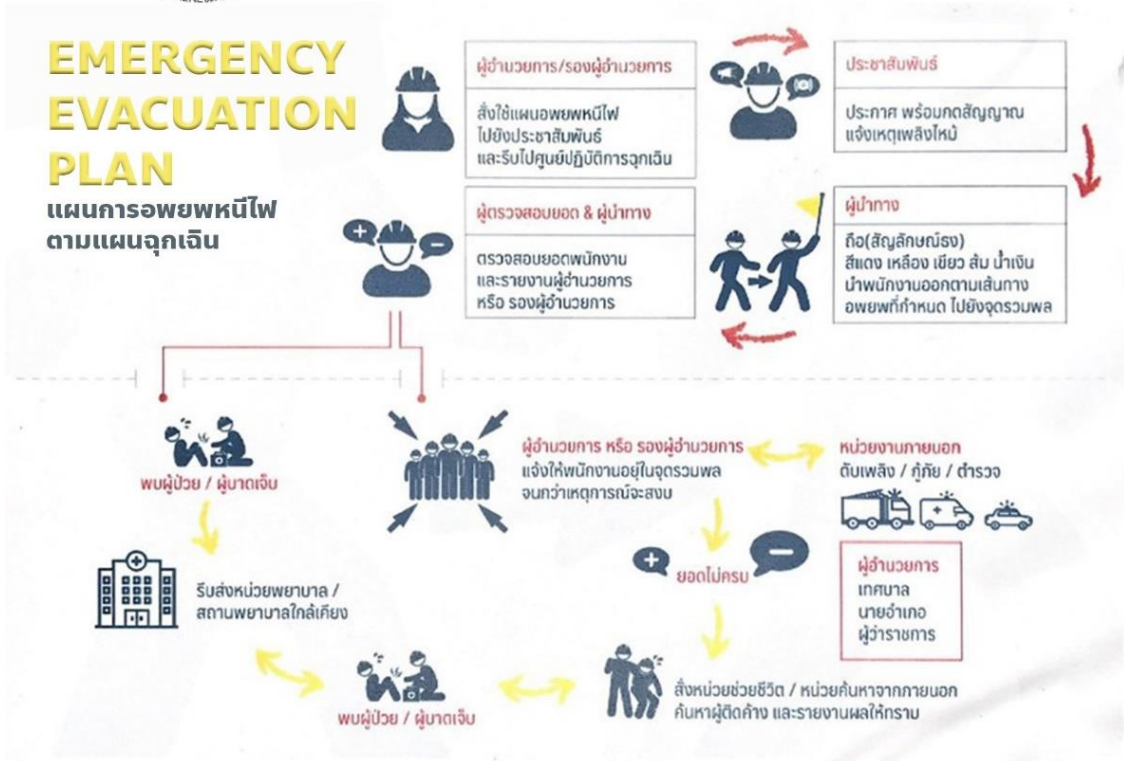 EMERGENCY
EVACUATION
PLAN
แผนการอพยพหนีไฟ
ตามแผนฉุกเฉิน
ผู้อำนวยการ/รองผู้อำนวยการ
สั่งใช้แผนอพยพหนีไฟ
ไปยังประชาสัมพันธ์
และรีบไปศูนย์ปฏิบัติการฉุกเฉิน
ประชาสัมพันธ์
ประกาศ พร้อมกดสัญญาณ
แจ้งเหตุเพลิงไหม้
ผู้นำทาง
ถือ(สัญลักษณ์ธง)
สีแดง เหลือง เขียว ส้ม น้ำเงิน
นำพนักงานออกตามเส้นทาง
อพยพที่กำหนด ไปยังจุดรวมพล
ผู้ตรวจสอบยอด & ผู้นำทาง
ตรวจสอบยอดพนักงาน
และรายงานผู้อำนวยการ
หรือ รองผู้อำนวยการ
พบผู้ป่วย / ผู้บาดเจ็บ
รีบส่งหน่วยพยาบาล /
สถานพยาบาลใกล้เคียง
ผู้อำนวยการ หรือ รองผู้อำนวยการ
แจ้งให้พนักงานอยู่ในจุดรวมพล
จนกว่าเหตุการณ์จะสงบ
หน่วยงานภายนอก
ดับเพลิง / กู้ภัย / ตำรวจ
ยอดไม่ครบ
ผู้อำนวยการ
เทศบาล
นายอำเภอ
ผู้ว่าราชการ
สั่งหน่วยช่วยชีวิต / หน่วยค้นหาจากภายนอก
ค้นหาผู้ติดค้าง และรายงานผลให้ทราบ
พบผู้ป่วย / ผู้บาดเจ็บ